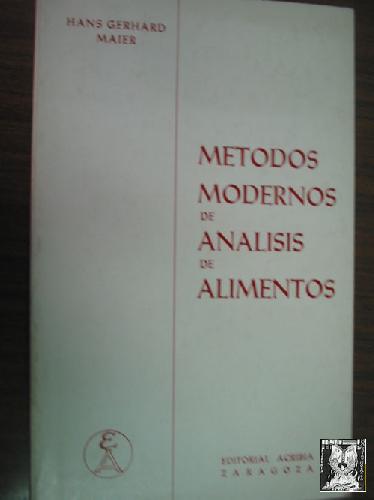 HANS GERHARD
MAIER
METODOS
MODERNOS
DE
ANALISIS
DE
ALIMENTOS
EDITORIAL ACRIBIA
ZARAGOZA